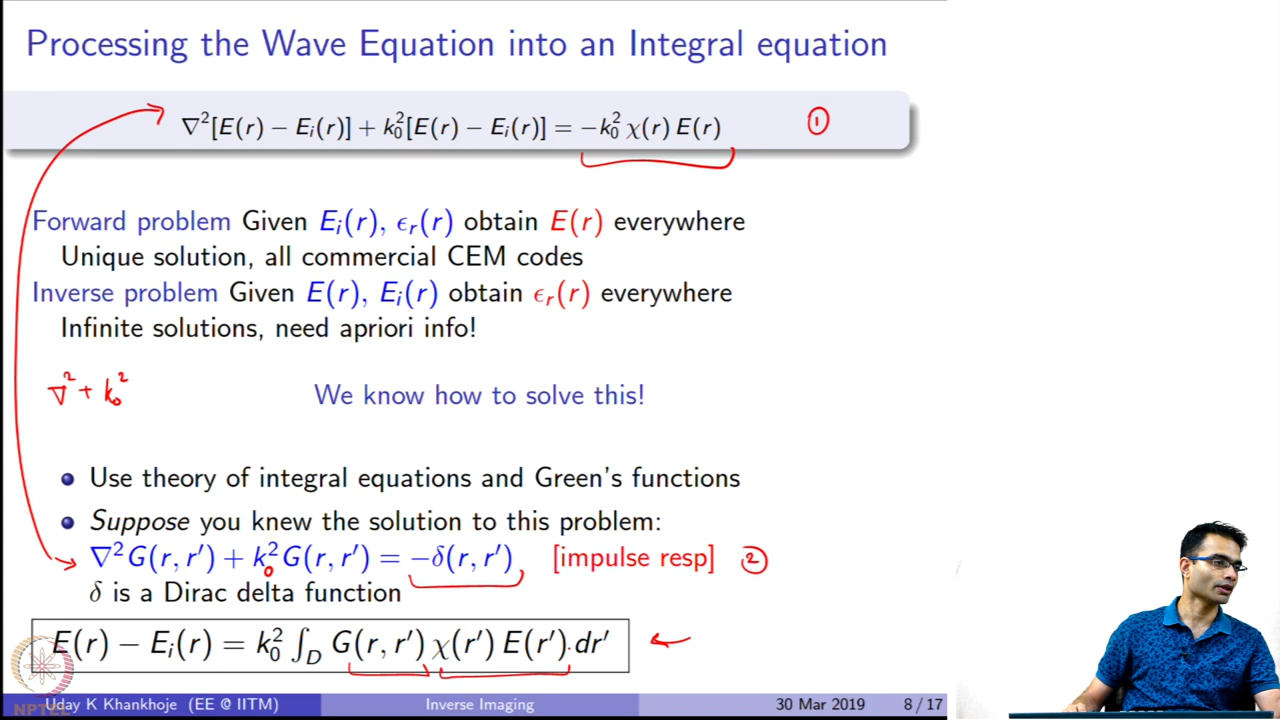 Processing the Wave Equation into an Integral equation
∇²[E(r) − Eᵢ(r)] + k₀²[E(r) − Eᵢ(r)] = −k₀² χ(r) E(r) ①
Forward problem Given Eᵢ(r), ϵᵣ(r) obtain E(r) everywhere
Unique solution, all commercial CEM codes
Inverse problem Given E(r), Eᵢ(r) obtain ϵᵣ(r) everywhere
Infinite solutions, need apriori info!
∇² + k₀²
We know how to solve this!
• Use theory of integral equations and Green's functions
• Suppose you knew the solution to this problem:
∇²G(r, r′) + k₀²G(r, r′) = −δ(r, r′) [impulse resp] ②
δ is a Dirac delta function
E(r) − Eᵢ(r) = k₀² ∫_D G(r, r′) χ(r′) E(r′) dr′
NPTEL
Uday K Khankhoje (EE @ IITM) Inverse Imaging 30 Mar 2019 8 / 17